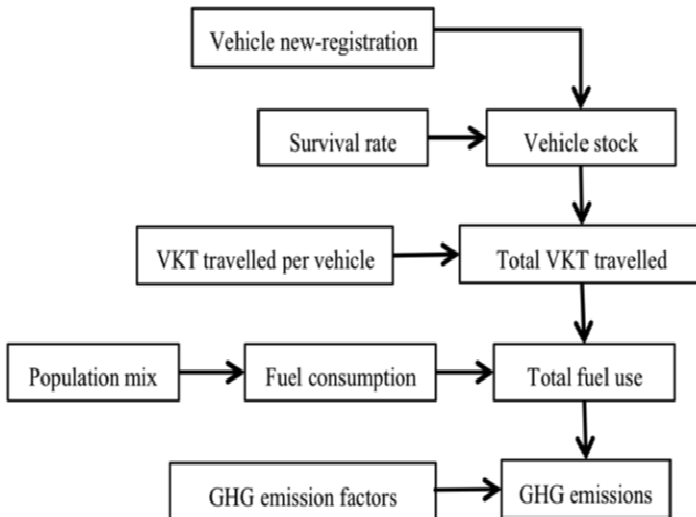 Vehicle new-registration
Survival rate
Vehicle stock
VKT travelled per vehicle
Total VKT travelled
Population mix
Fuel consumption
Total fuel use
GHG emission factors
GHG emissions